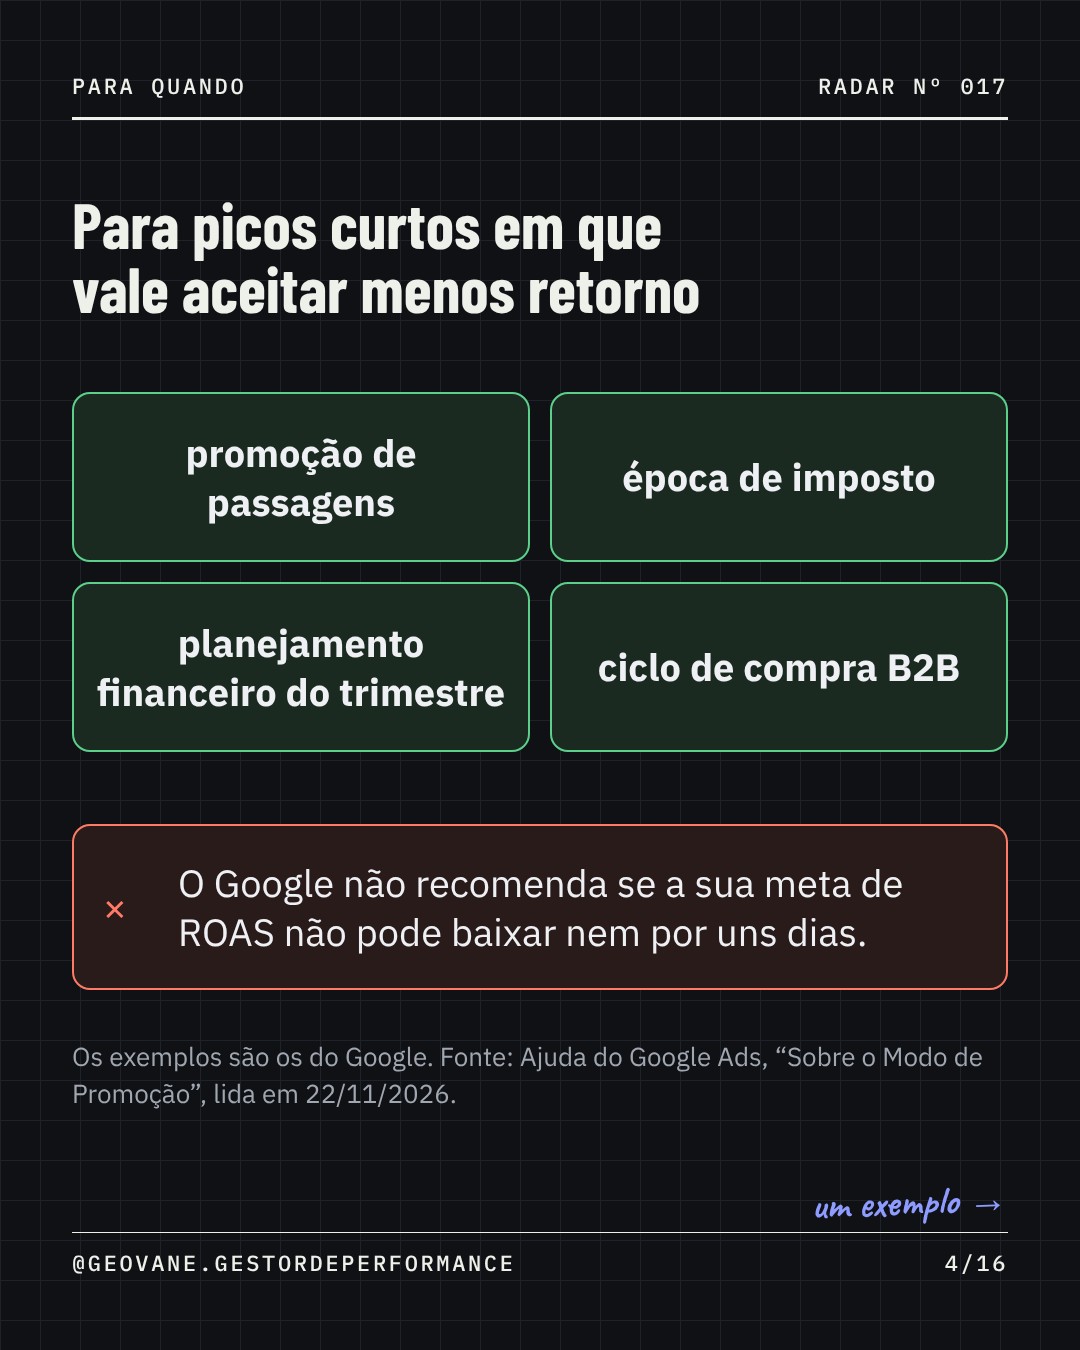 PARA QUANDO
RADAR Nº 017
Para picos curtos em que
vale aceitar menos retorno
promoção de
passagens
época de imposto
planejamento
financeiro do trimestre
ciclo de compra B2B
× O Google não recomenda se a sua meta de
ROAS não pode baixar nem por uns dias.
Os exemplos são os do Google. Fonte: Ajuda do Google Ads, “Sobre o Modo de
Promoção”, lida em 22/11/2026.
um exemplo →
@GEOVANE.GESTORDEPERFORMANCE
4/16